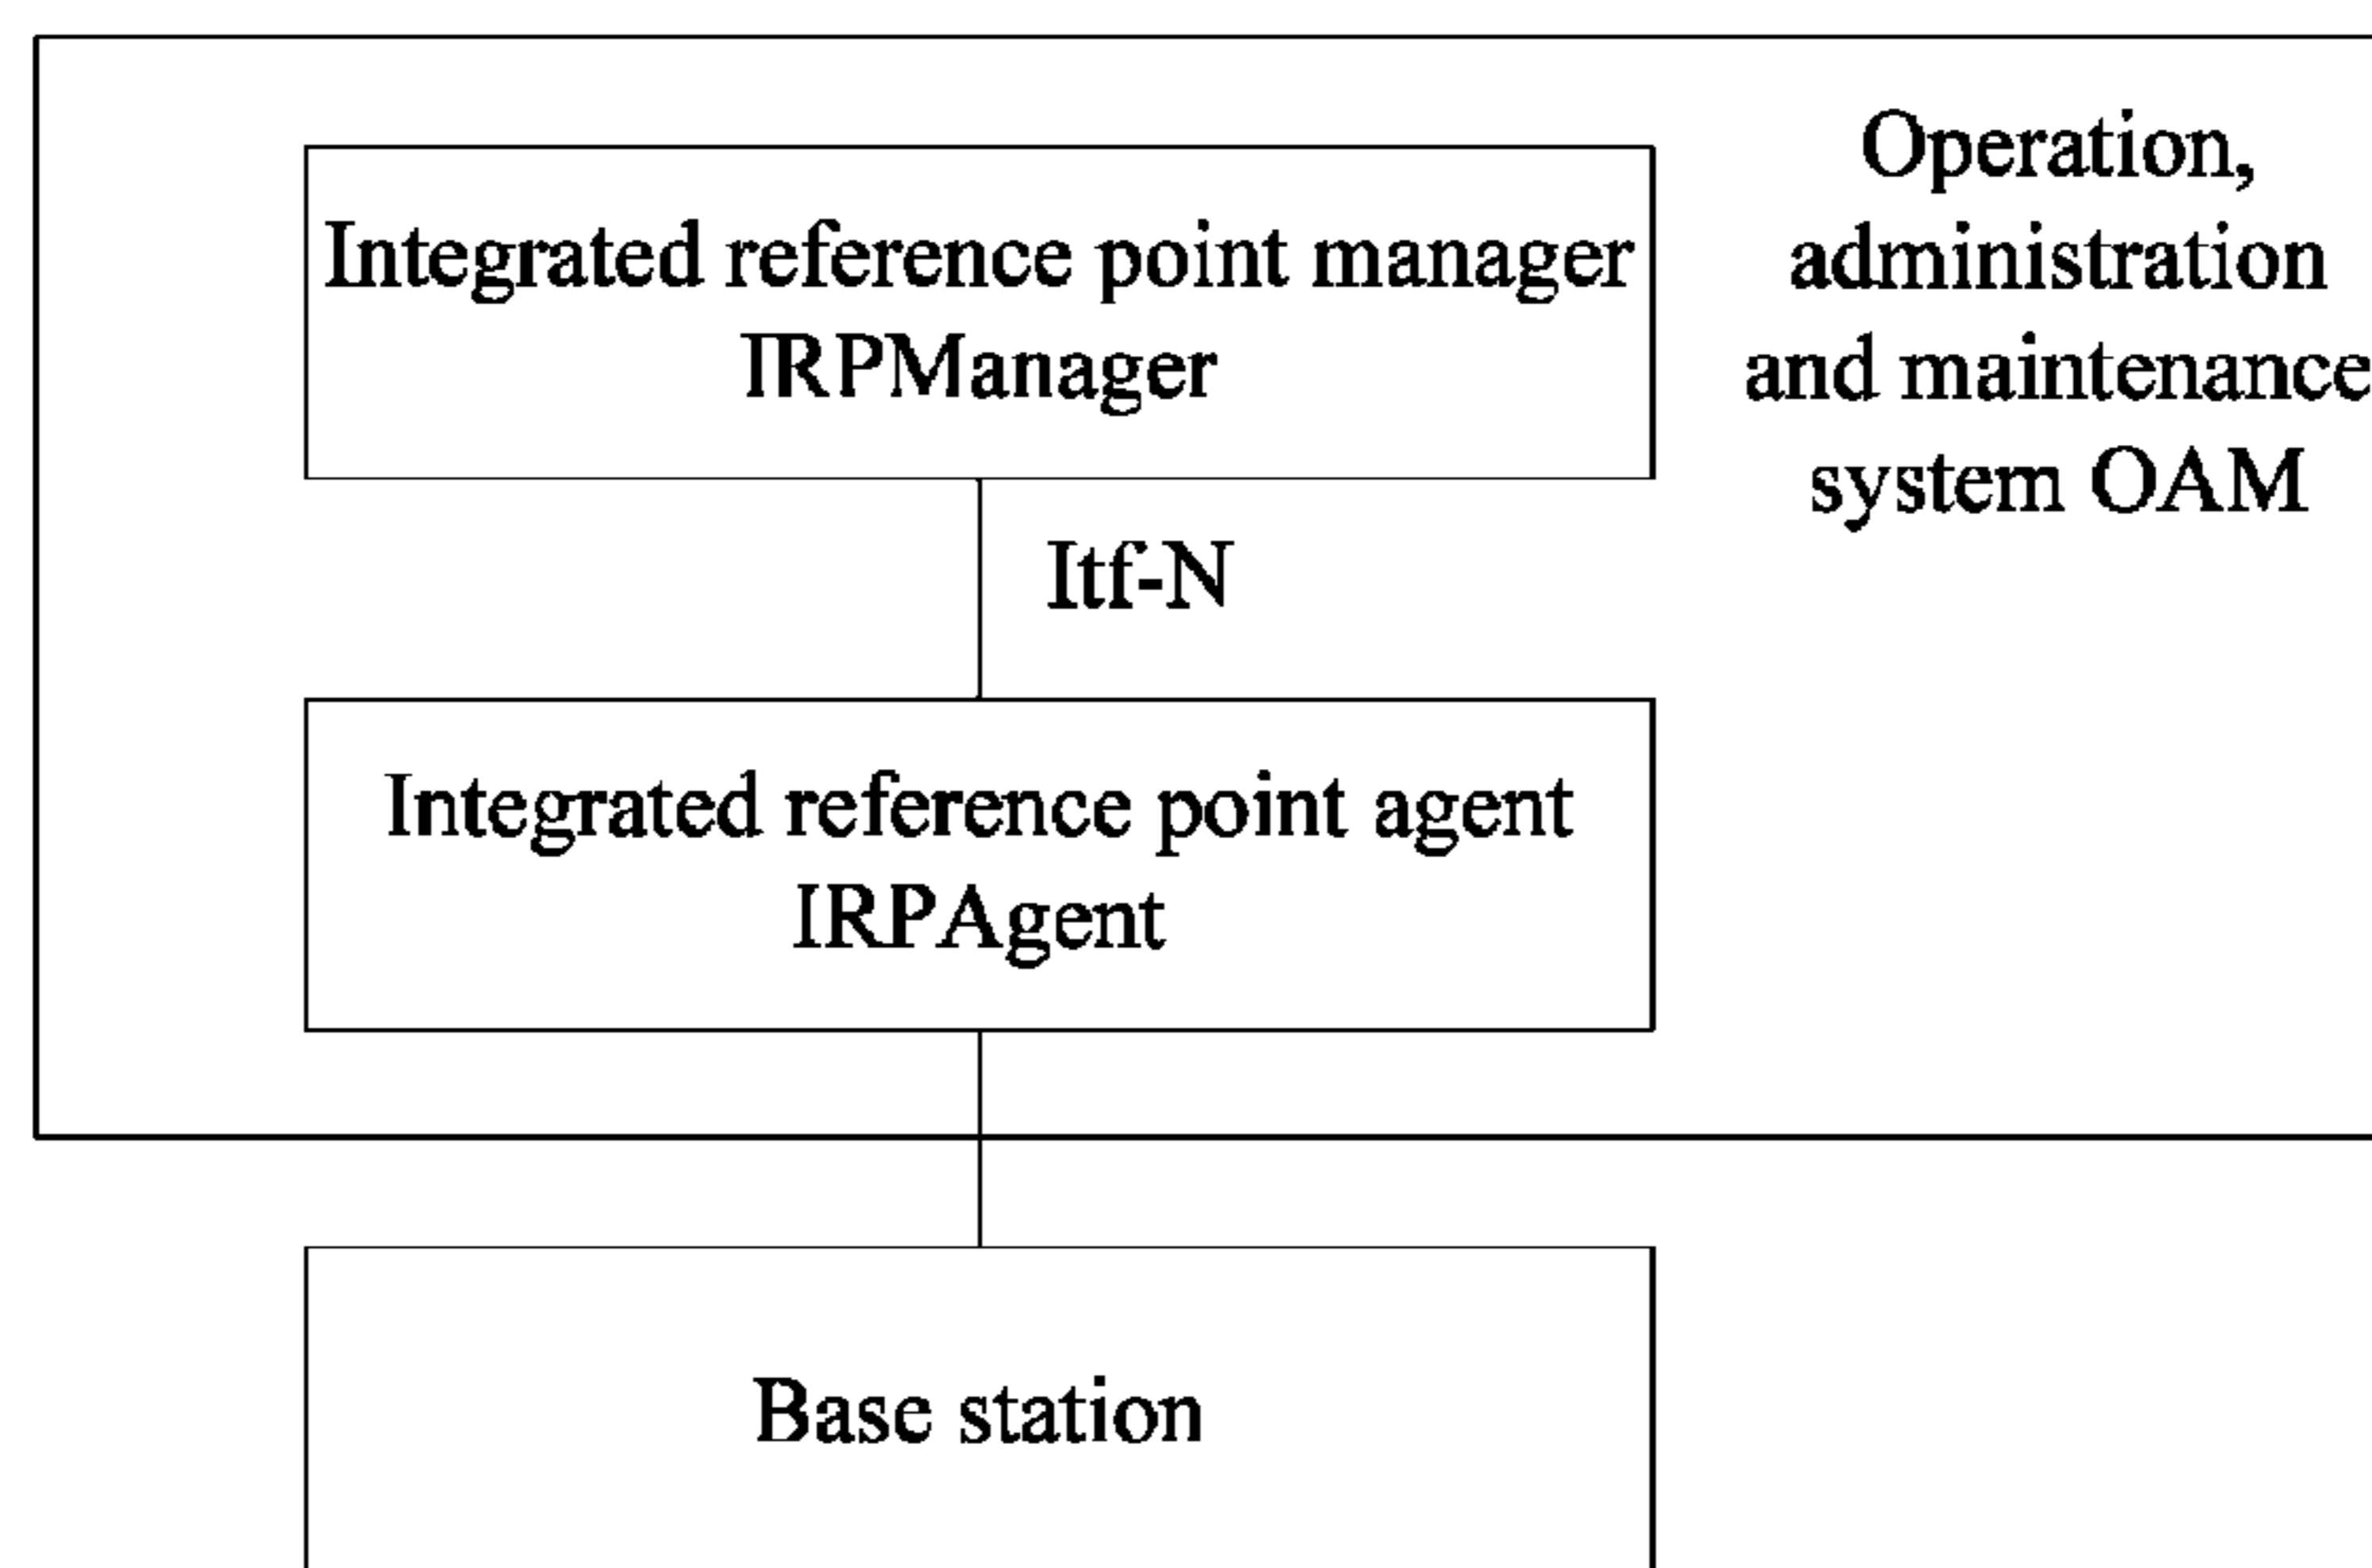 Integrated reference point manager
IRPManager
Operation,
administration
and maintenance
system OAM
Itf-N
Integrated reference point agent
IRPAgent
Base station